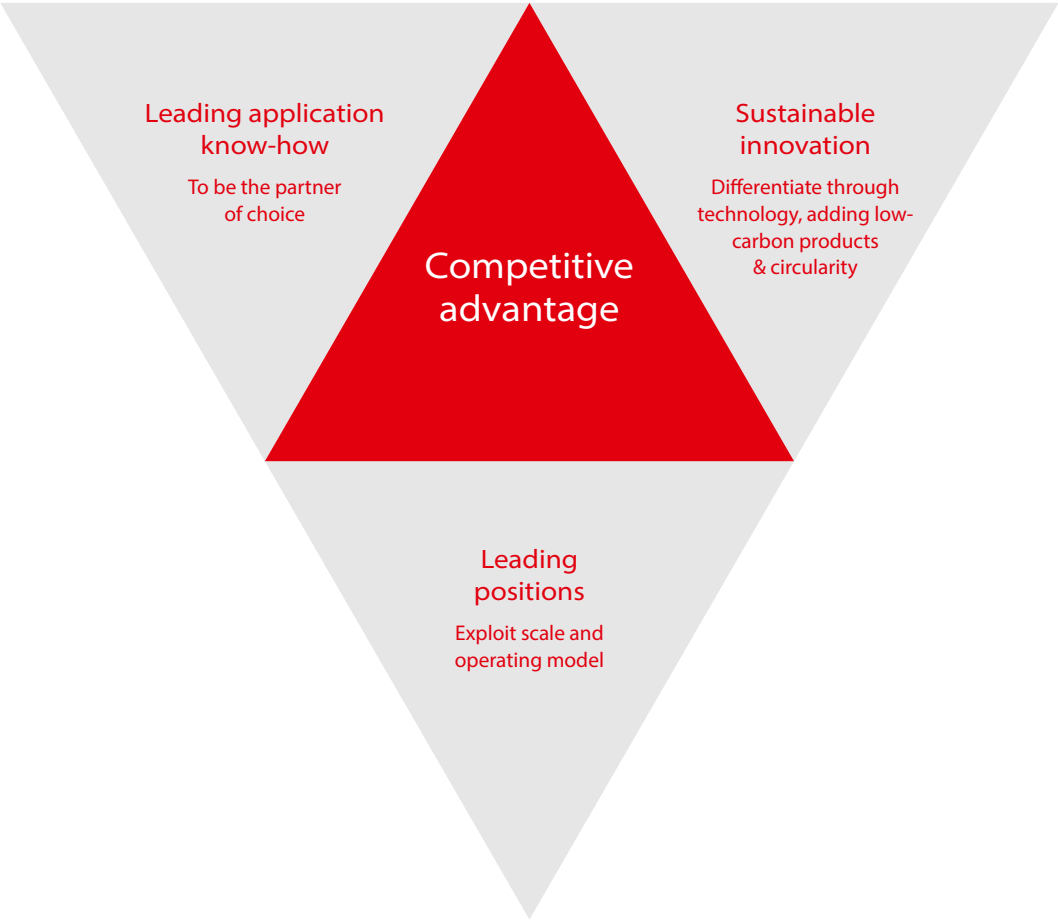 Leading application
know-how
To be the partner
of choice
Sustainable
innovation
Differentiate through
technology, adding low-
carbon products
& circularity
Competitive
advantage
Leading
positions
Exploit scale and
operating model